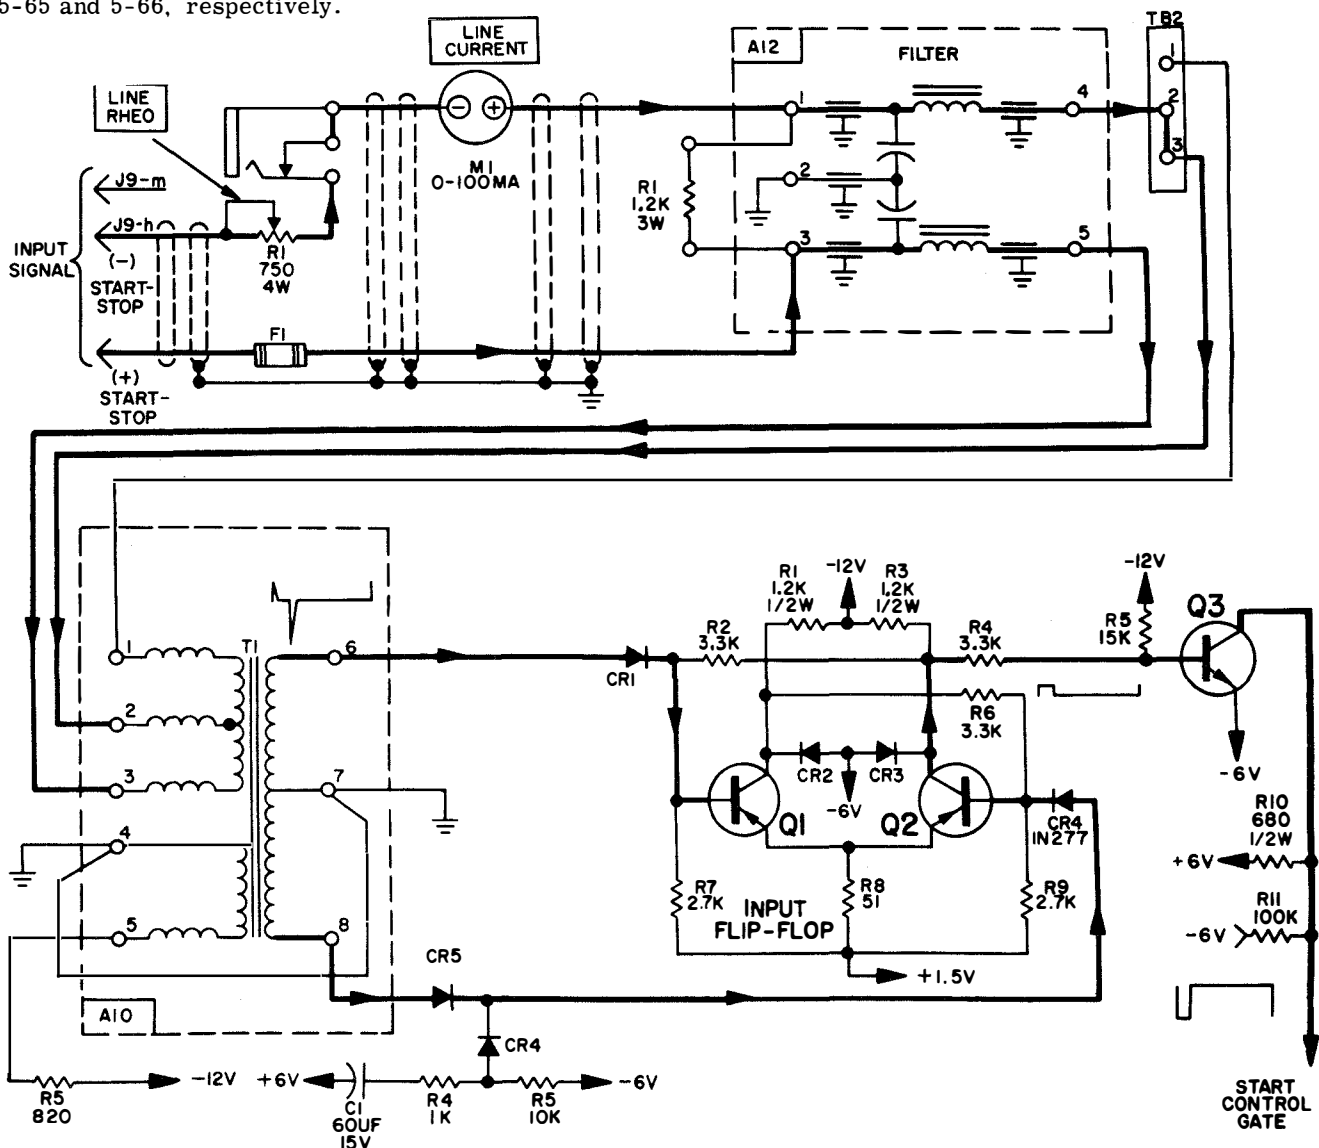 5-65 and 5-66, respectively.
LINE
CURRENT
TB2
A12
FILTER
1
LINE
RHEO
1
4
2
3
M1
0-100MA
J9-m
2
R1
1.2K
3W
J9-h
INPUT
SIGNAL
(-)
START-
STOP
R1
750
4W
3
5
F1
(+)
START-
STOP
T1
6
1
2
3
7
4
5
8
A10
R1
1.2K
1/2W
-12V
R3
1.2K
1/2W
-12V
Q3
R2
3.3K
R4
3.3K
R5
15K
CR1
R6
3.3K
CR2
CR3
-6V
-6V
Q1
Q2
CR4
1N277
R10
680
1/2W
+6V
R7
2.7K
R8
51
R9
2.7K
INPUT
FLIP-FLOP
R11
100K
-6V
+1.5V
CR5
CR4
R5
820
-12V
+6V
C1
60UF
15V
R4
1K
R5
10K
-6V
START
CONTROL
GATE